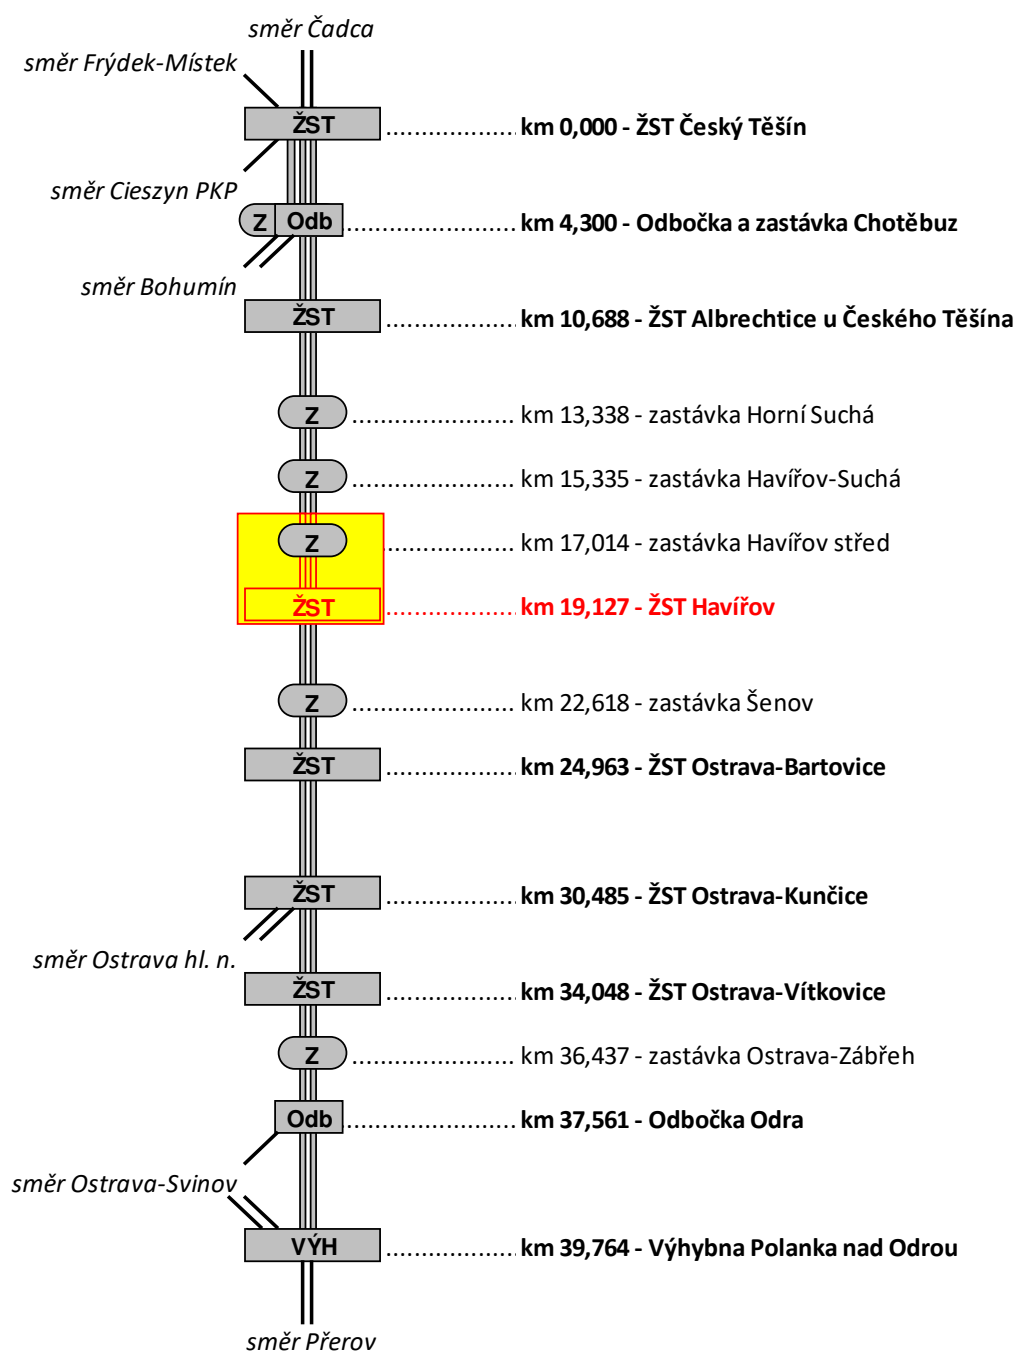 směr Čadca
směr Frýdek-Místek
ŽST .................... km 0,000 - ŽST Český Těšín
směr Cieszyn PKP
Z Odb .......................... km 4,300 - Odbočka a zastávka Chotěbuz
směr Bohumín
ŽST .................... km 10,688 - ŽST Albrechtice u Českého Těšína
Z ......................... km 13,338 - zastávka Horní Suchá
Z ......................... km 15,335 - zastávka Havířov-Suchá
Z .................... km 17,014 - zastávka Havířov střed
ŽST .................... km 19,127 - ŽST Havířov
Z ......................... km 22,618 - zastávka Šenov
ŽST .................... km 24,963 - ŽST Ostrava-Bartovice
ŽST .................... km 30,485 - ŽST Ostrava-Kunčice
směr Ostrava hl. n.
ŽST .................... km 34,048 - ŽST Ostrava-Vítkovice
Z ......................... km 36,437 - zastávka Ostrava-Zábřeh
Odb .......................... km 37,561 - Odbočka Odra
směr Ostrava-Svinov
VÝH .................... km 39,764 - Výhybna Polanka nad Odrou
směr Přerov